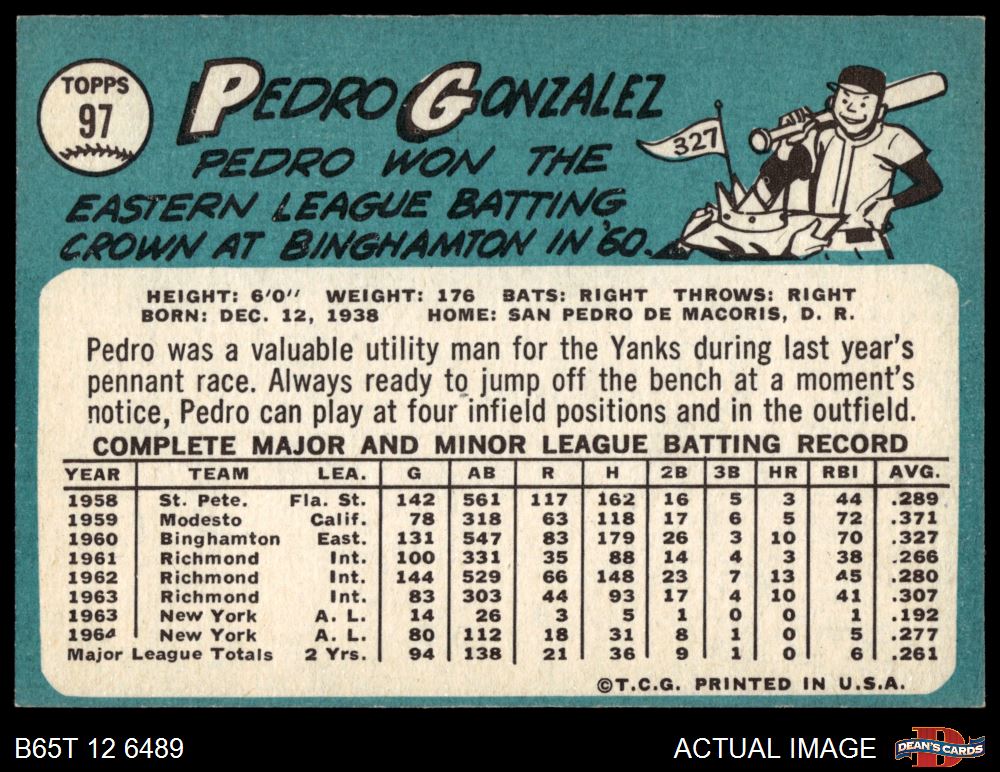 TOPPS
97
PEDRO GONZALEZ
327
PEDRO WON THE
EASTERN LEAGUE BATTING
CROWN AT BINGHAMTON IN '60.
HEIGHT: 6'0" WEIGHT: 176 BATS: RIGHT THROWS: RIGHT
BORN: DEC. 12, 1938 HOME: SAN PEDRO DE MACORIS, D. R.
Pedro was a valuable utility man for the Yanks during last year's
pennant race. Always ready to jump off the bench at a moment's
notice, Pedro can play at four infield positions and in the outfield.
COMPLETE MAJOR AND MINOR LEAGUE BATTING RECORD
YEAR TEAM LEA. G AB R H 2B 3B HR RBI AVG.
1958 St. Pete. Fla. St. 142 561 117 162 16 5 3 44 .289
1959 Modesto Calif. 78 318 63 118 17 6 5 72 .371
1960 Binghamton East. 131 547 83 179 26 3 10 70 .327
1961 Richmond Int. 100 331 35 88 14 4 3 38 .266
1962 Richmond Int. 144 529 66 148 23 7 13 45 .280
1963 Richmond Int. 83 303 44 93 17 4 10 41 .307
1963 New York A. L. 14 26 3 5 1 0 0 1 .192
1964 New York A. L. 80 112 18 31 8 1 0 5 .277
Major League Totals 2 Yrs. 94 138 21 36 9 1 0 6 .261
©T.C.G. PRINTED IN U.S.A.
B65T 12 6489 ACTUAL IMAGE
D
DEAN'S CARDS